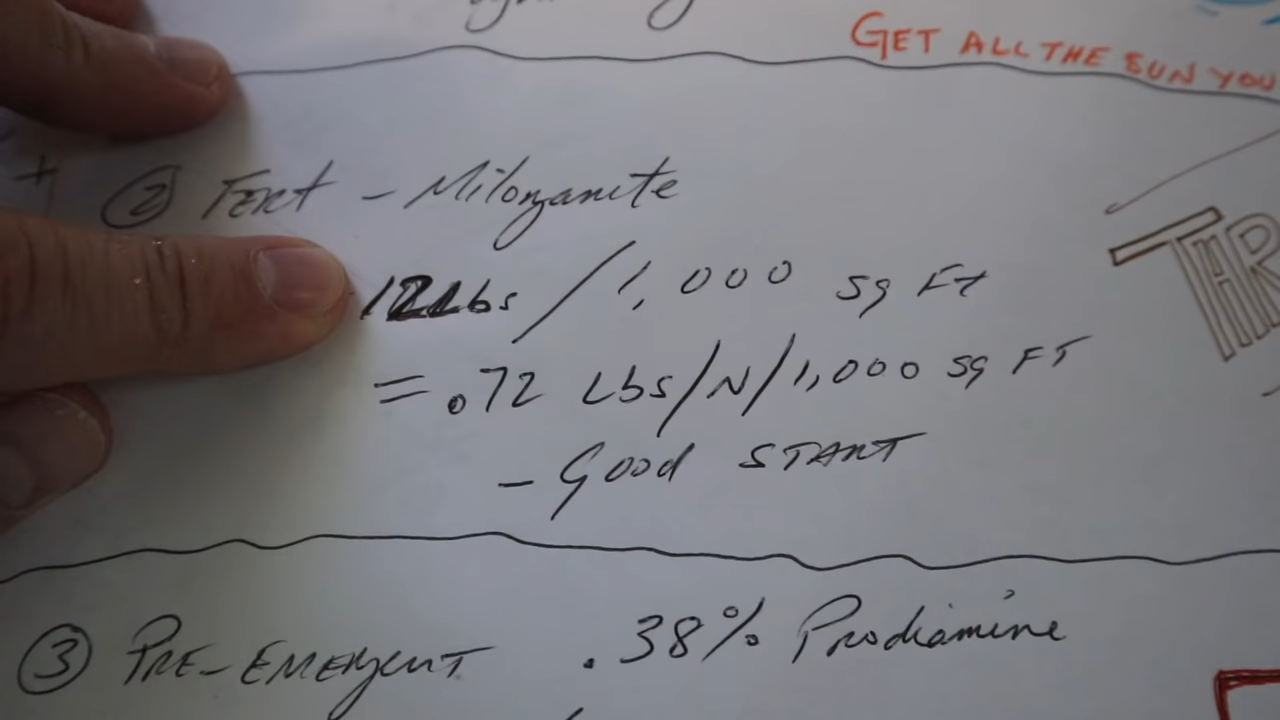 GET ALL THE SUN YOU
② FERT - Milorganite
12 Lbs / 1,000 Sq Ft
= .72 Lbs/N/1,000 Sq FT
- Good START
THAR
③ PRE-EMERGENT .38% Prodiamine